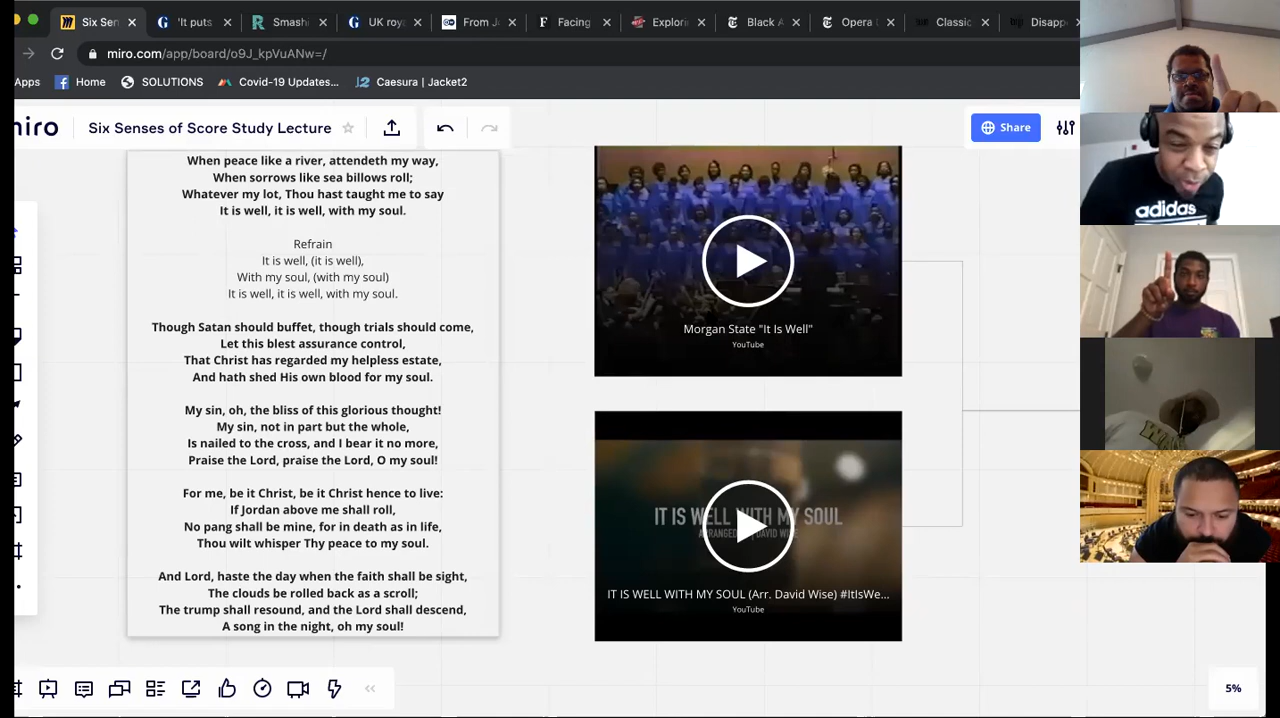 Six Sen
'It puts
Smashi
UK roy
From Jo
Facing
Explori
Black A
Opera
Classic
Disapp
miro.com/app/board/o9J_kpVuANw=/
Apps
Home
SOLUTIONS
Covid-19 Updates...
Caesura | Jacket2
miro
Six Senses of Score Study Lecture
Share
When peace like a river, attendeth my way,
When sorrows like sea billows roll;
Whatever my lot, Thou hast taught me to say
It is well, it is well, with my soul.
Refrain
It is well, (it is well),
With my soul, (with my soul)
It is well, it is well, with my soul.
Though Satan should buffet, though trials should come,
Let this blest assurance control,
That Christ has regarded my helpless estate,
And hath shed His own blood for my soul.
My sin, oh, the bliss of this glorious thought!
My sin, not in part but the whole,
Is nailed to the cross, and I bear it no more,
Praise the Lord, praise the Lord, O my soul!
For me, be it Christ, be it Christ hence to live:
If Jordan above me shall roll,
No pang shall be mine, for in death as in life,
Thou wilt whisper Thy peace to my soul.
And Lord, haste the day when the faith shall be sight,
The clouds be rolled back as a scroll;
The trump shall resound, and the Lord shall descend,
A song in the night, oh my soul!
Morgan State "It Is Well"
YouTube
IT IS WELL WITH MY SOUL
ARRANGED DAVID WISE
IT IS WELL WITH MY SOUL (Arr. David Wise) #ItIsWe...
YouTube
adidas
5%